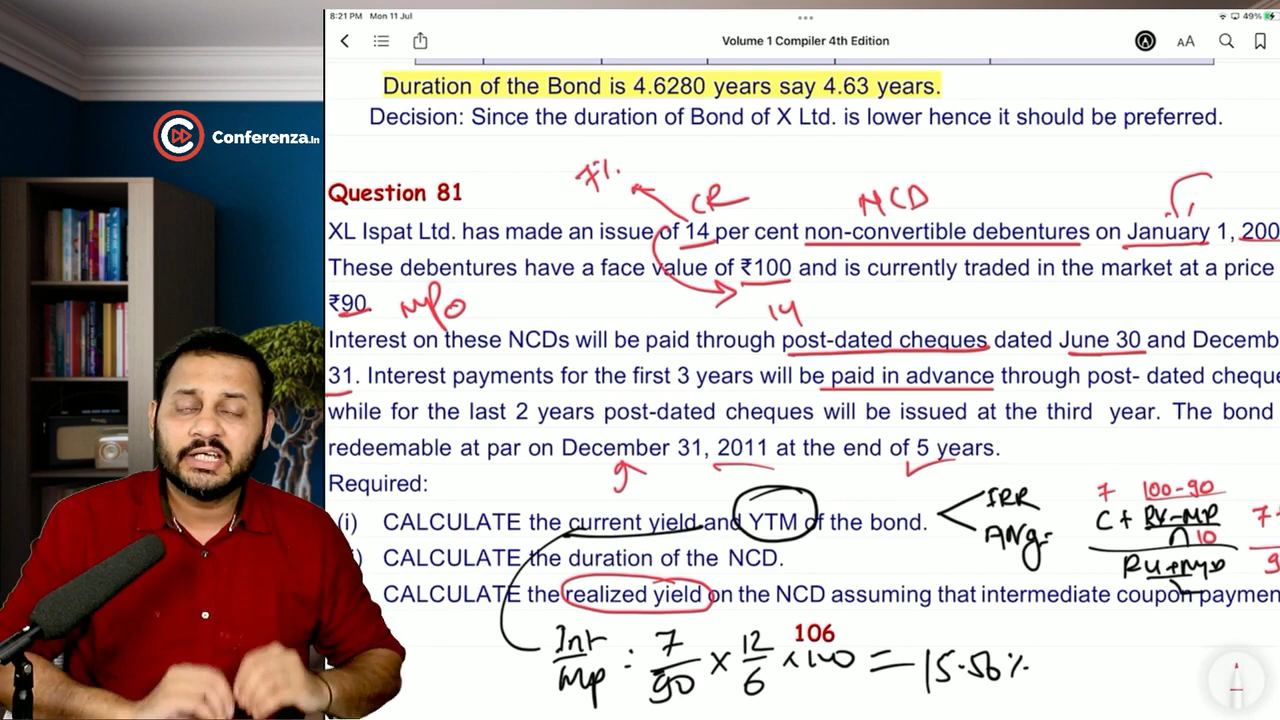 8:21 PM Mon 11 Jul
49%
Volume 1 Compiler 4th Edition
AA
Duration of the Bond is 4.6280 years say 4.63 years.
Decision: Since the duration of Bond of X Ltd. is lower hence it should be preferred.
Conferenza.in
7%
CR
NCD
Question 81
XL Ispat Ltd. has made an issue of 14 per cent non-convertible debentures on January 1, 200
These debentures have a face value of ₹100 and is currently traded in the market at a price
₹90.
MP0
14
Interest on these NCDs will be paid through post-dated cheques dated June 30 and Decemb
31. Interest payments for the first 3 years will be paid in advance through post- dated cheque
while for the last 2 years post-dated cheques will be issued at the third year. The bond
redeemable at par on December 31, 2011 at the end of 5 years.
Required:
(i) CALCULATE the current yield and YTM of the bond.
IRR
Avg:
7 100-90
C + RV-MP
n 10
RV+MP
2
7+
9
) CALCULATE the duration of the NCD.
CALCULATE the realized yield on the NCD assuming that intermediate coupon paymen
106
Int/MP : 7/90 × 12/6 × 100 = 15.56%